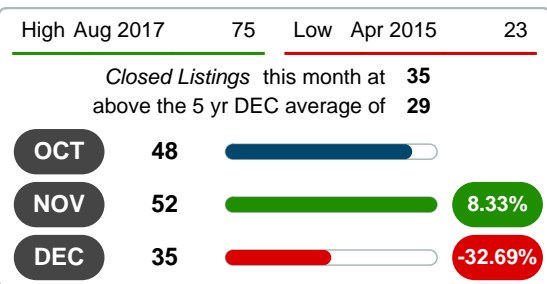 High Aug 2017 75 Low Apr 2015 23
Closed Listings this month at 35
above the 5 yr DEC average of 29
OCT 48
NOV 52 8.33%
DEC 35 -32.69%